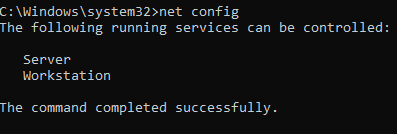 C:\Windows\system32>net config
The following running services can be controlled:
Server
Workstation
The command completed successfully.